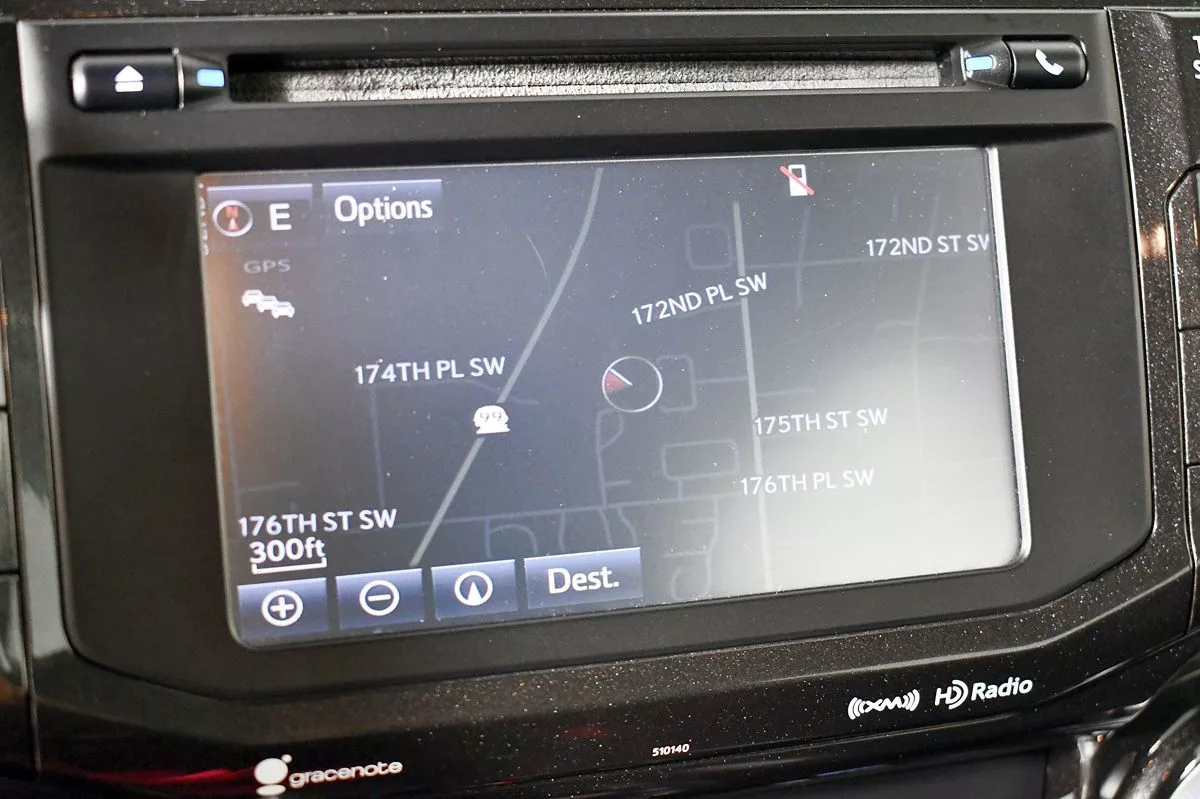 N E
Options
GPS
172ND ST SW
172ND PL SW
174TH PL SW
99
175TH ST SW
176TH PL SW
176TH ST SW
300ft
Dest.
XM
HD Radio
510140
gracenote